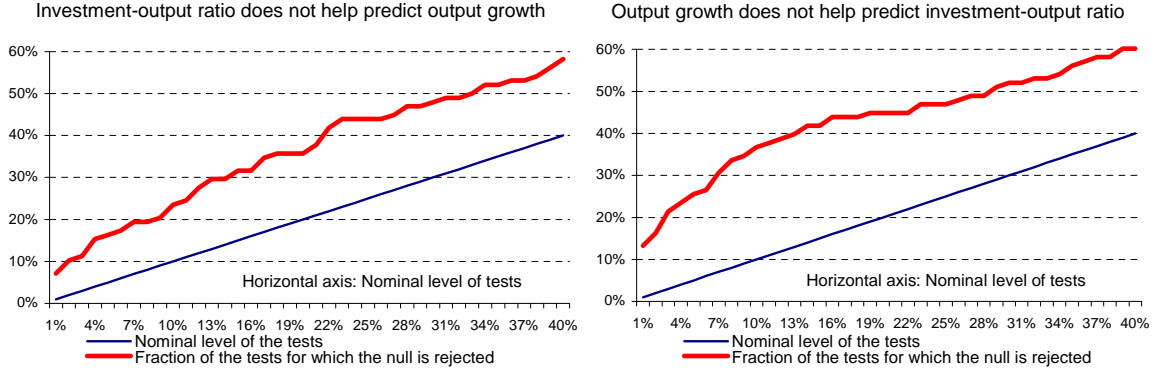 Investment-output ratio does not help predict output growth
60%
50%
40%
30%
20%
10%
0%
Horizontal axis: Nominal level of tests
1% 4% 7% 10% 13% 16% 19% 22% 25% 28% 31% 34% 37% 40%
Nominal level of the tests
Fraction of the tests for which the null is rejected
Output growth does not help predict investment-output ratio
60%
50%
40%
30%
20%
10%
0%
Horizontal axis: Nominal level of tests
1% 4% 7% 10% 13% 16% 19% 22% 25% 28% 31% 34% 37% 40%
Nominal level of the tests
Fraction of the tests for which the null is rejected